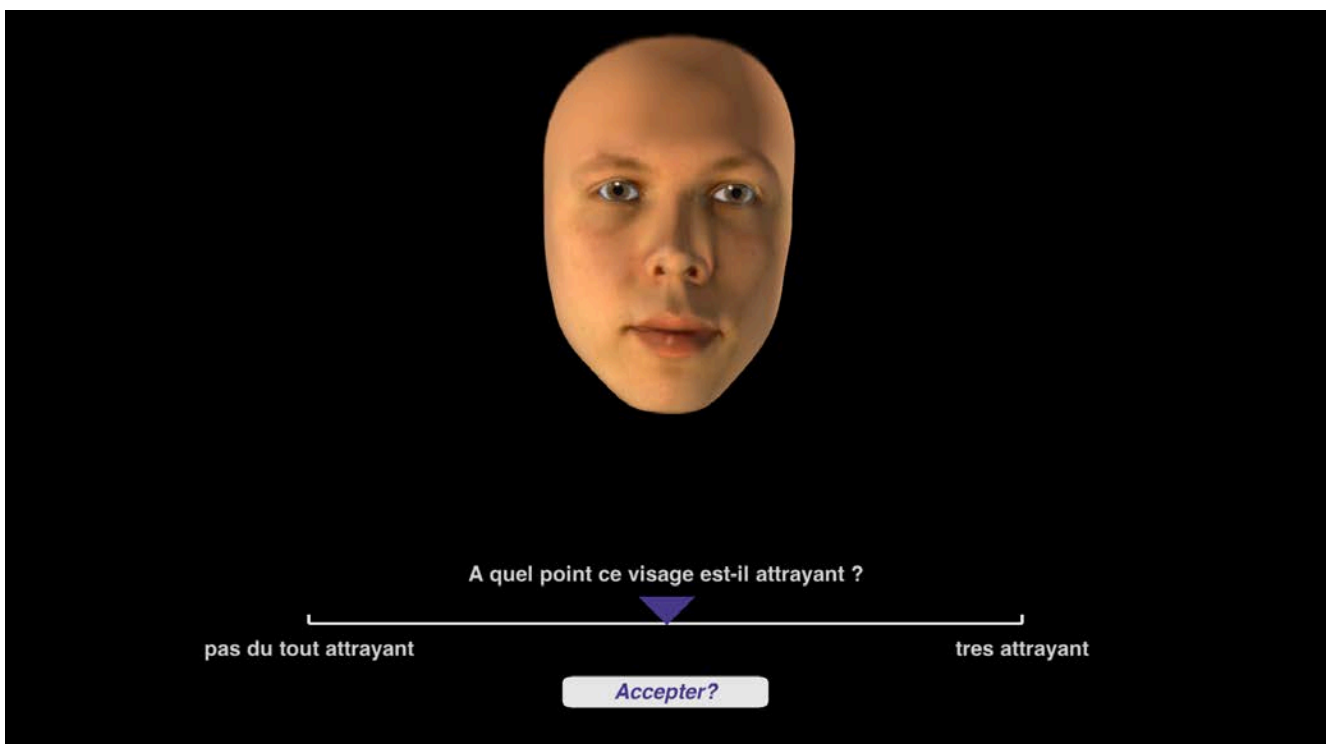 A quel point ce visage est-il attrayant ?
pas du tout attrayant
tres attrayant
Accepter?